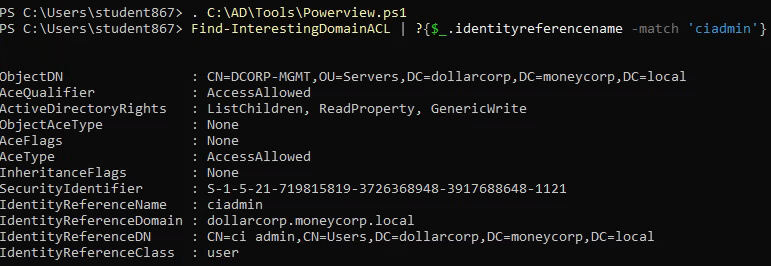 PS C:\Users\student867> . C:\AD\Tools\Powerview.ps1
PS C:\Users\student867> Find-InterestingDomainACL | ?{$_.identityreferencename -match 'ciadmin'}
ObjectDN                : CN=DCORP-MGMT,OU=Servers,DC=dollarcorp,DC=moneycorp,DC=local
AceQualifier            : AccessAllowed
ActiveDirectoryRights   : ListChildren, ReadProperty, GenericWrite
ObjectAceType           : None
AceFlags                : None
AceType                 : AccessAllowed
InheritanceFlags        : None
SecurityIdentifier      : S-1-5-21-719815819-3726368948-3917688648-1121
IdentityReferenceName   : ciadmin
IdentityReferenceDomain : dollarcorp.moneycorp.local
IdentityReferenceDN     : CN=ci admin,CN=Users,DC=dollarcorp,DC=moneycorp,DC=local
IdentityReferenceClass  : user